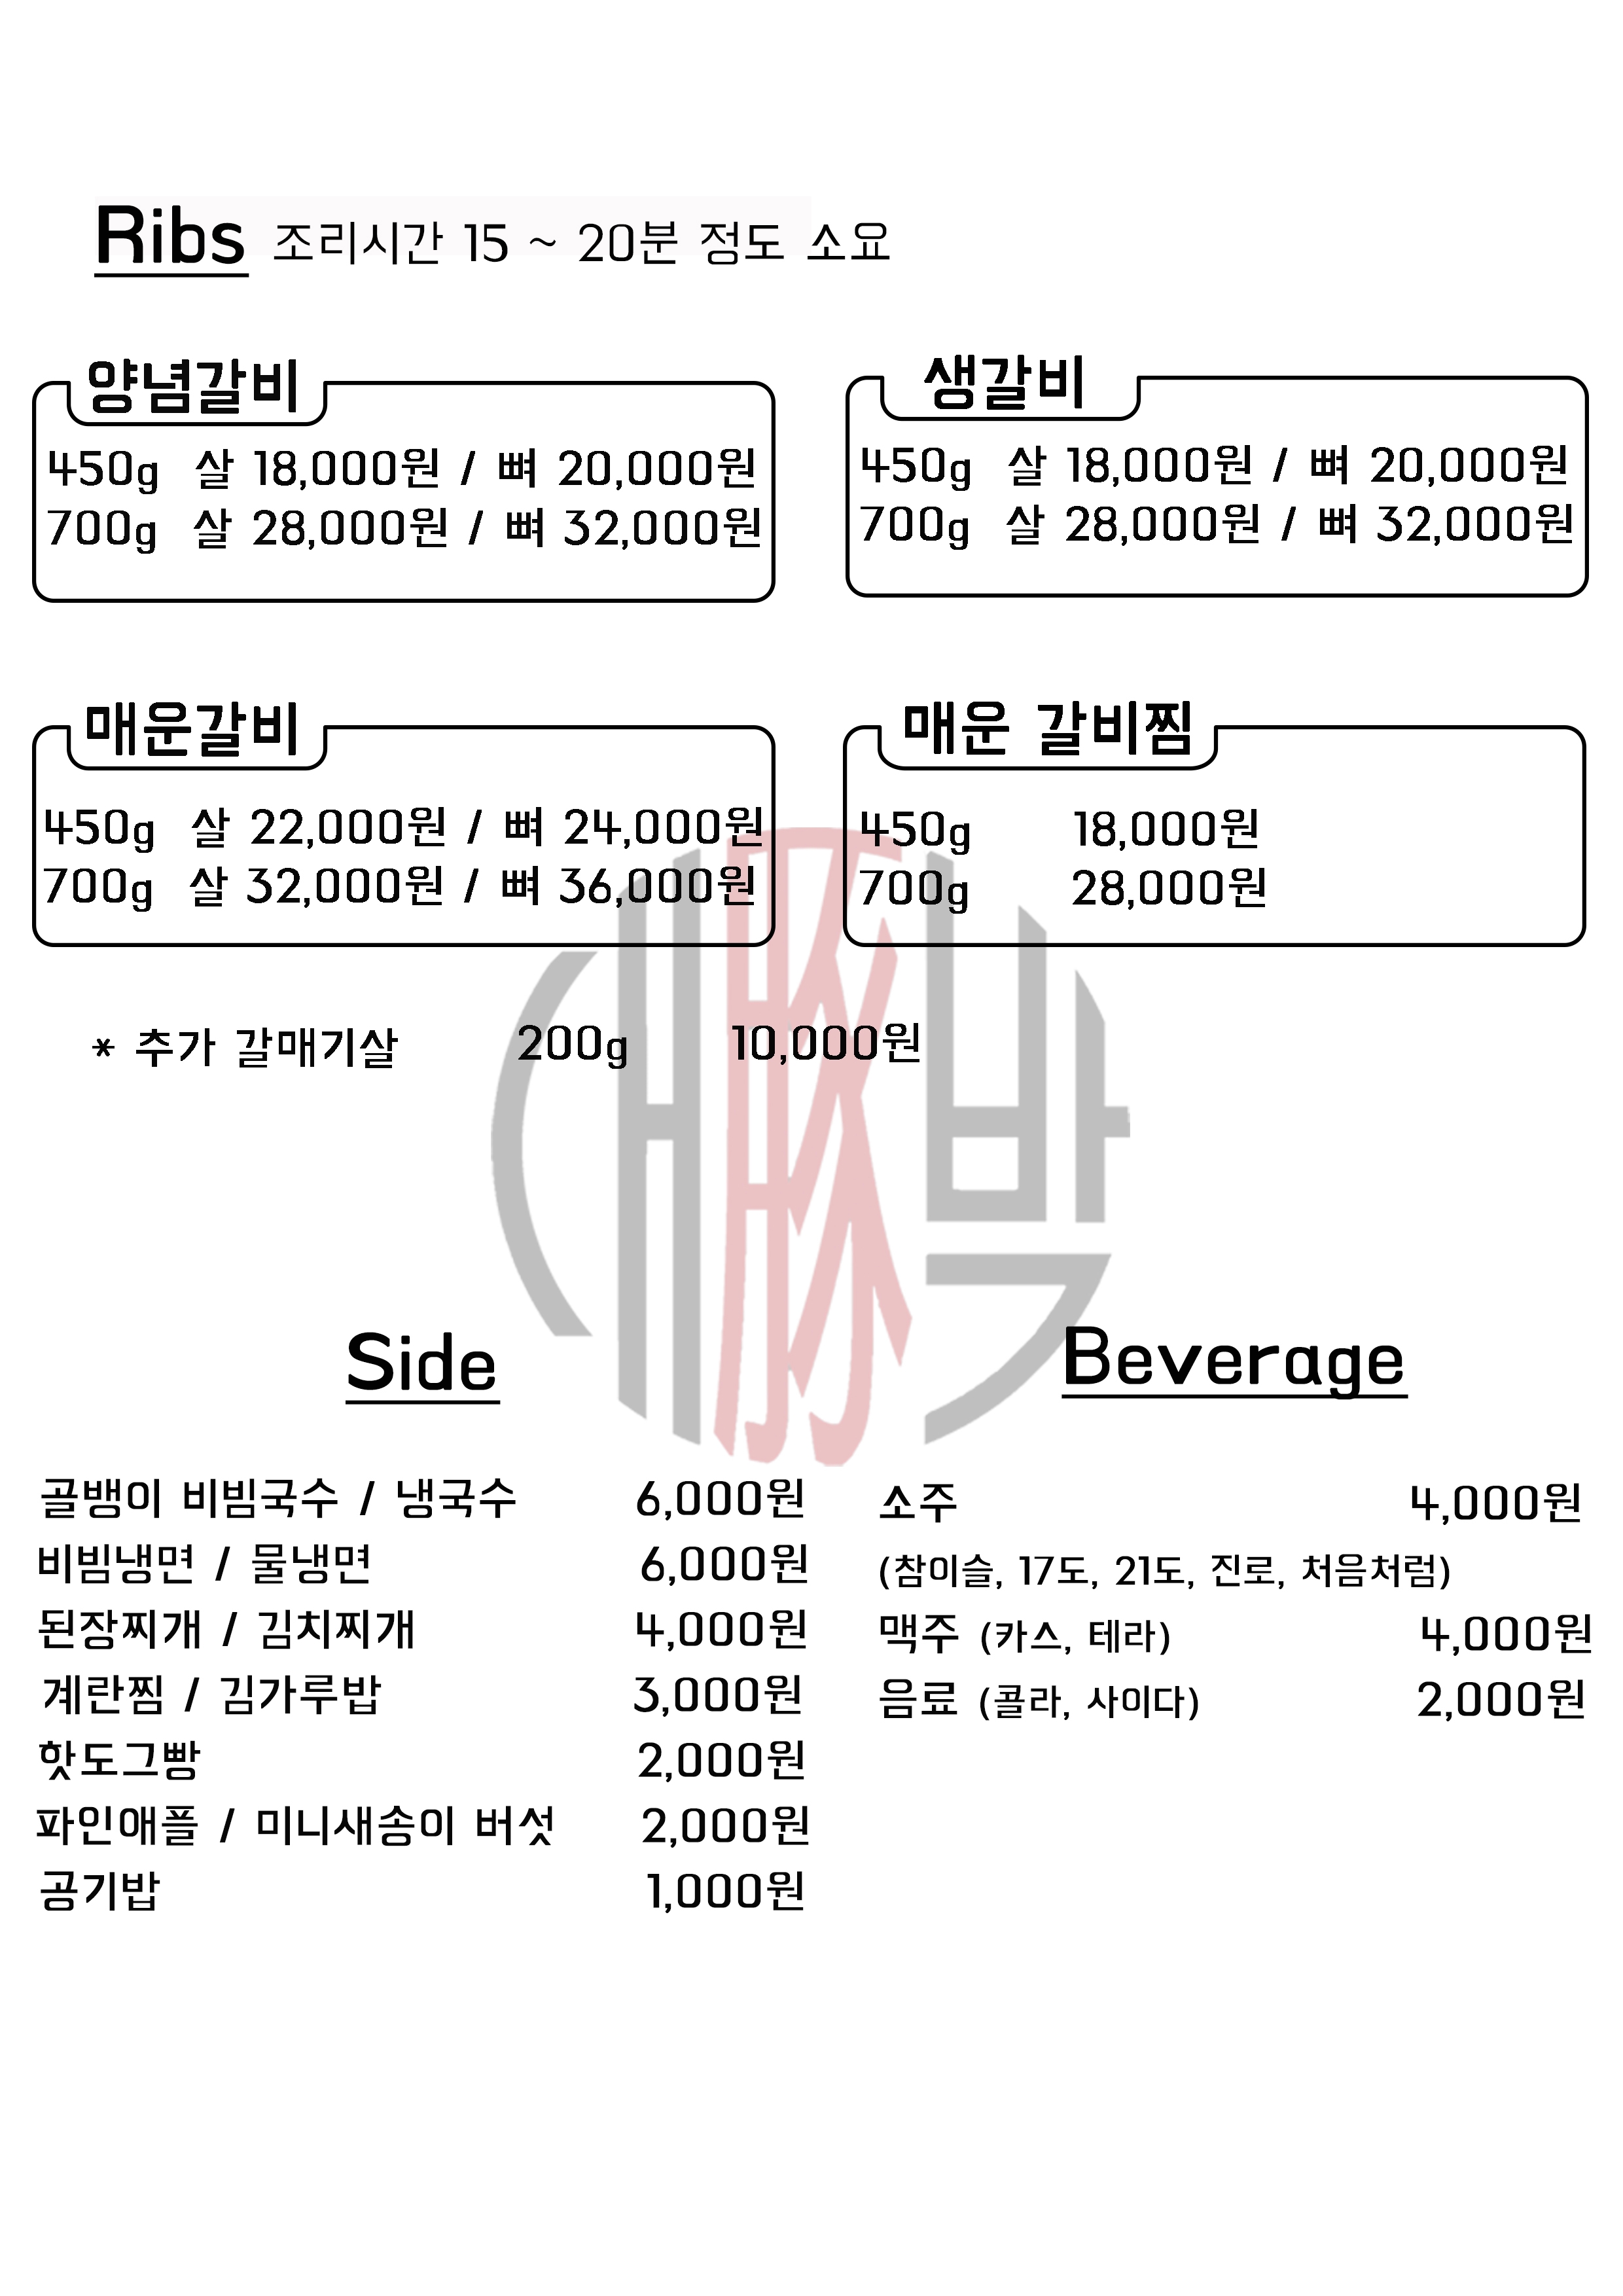 Ribs 조리시간 15 ~ 20분 정도 소요
양념갈비
450g 살 18,000원 / 뼈 20,000원
700g 살 28,000원 / 뼈 32,000원
생갈비
450g 살 18,000원 / 뼈 20,000원
700g 살 28,000원 / 뼈 32,000원
매운갈비
450g 살 22,000원 / 뼈 24,000원
700g 살 32,000원 / 뼈 36,000원
매운 갈비찜
450g 18,000원
700g 28,000원
* 추가 갈매기살 200g 10,000원
대豚박
Side
골뱅이 비빔국수 / 냉국수 6,000원
비빔냉면 / 물냉면 6,000원
된장찌개 / 김치찌개 4,000원
계란찜 / 김가루밥 3,000원
핫도그빵 2,000원
파인애플 / 미니새송이 버섯 2,000원
공기밥 1,000원
Beverage
소주 4,000원
(참이슬, 17도, 21도, 진로, 처음처럼)
맥주 (카스, 테라) 4,000원
음료 (콜라, 사이다) 2,000원